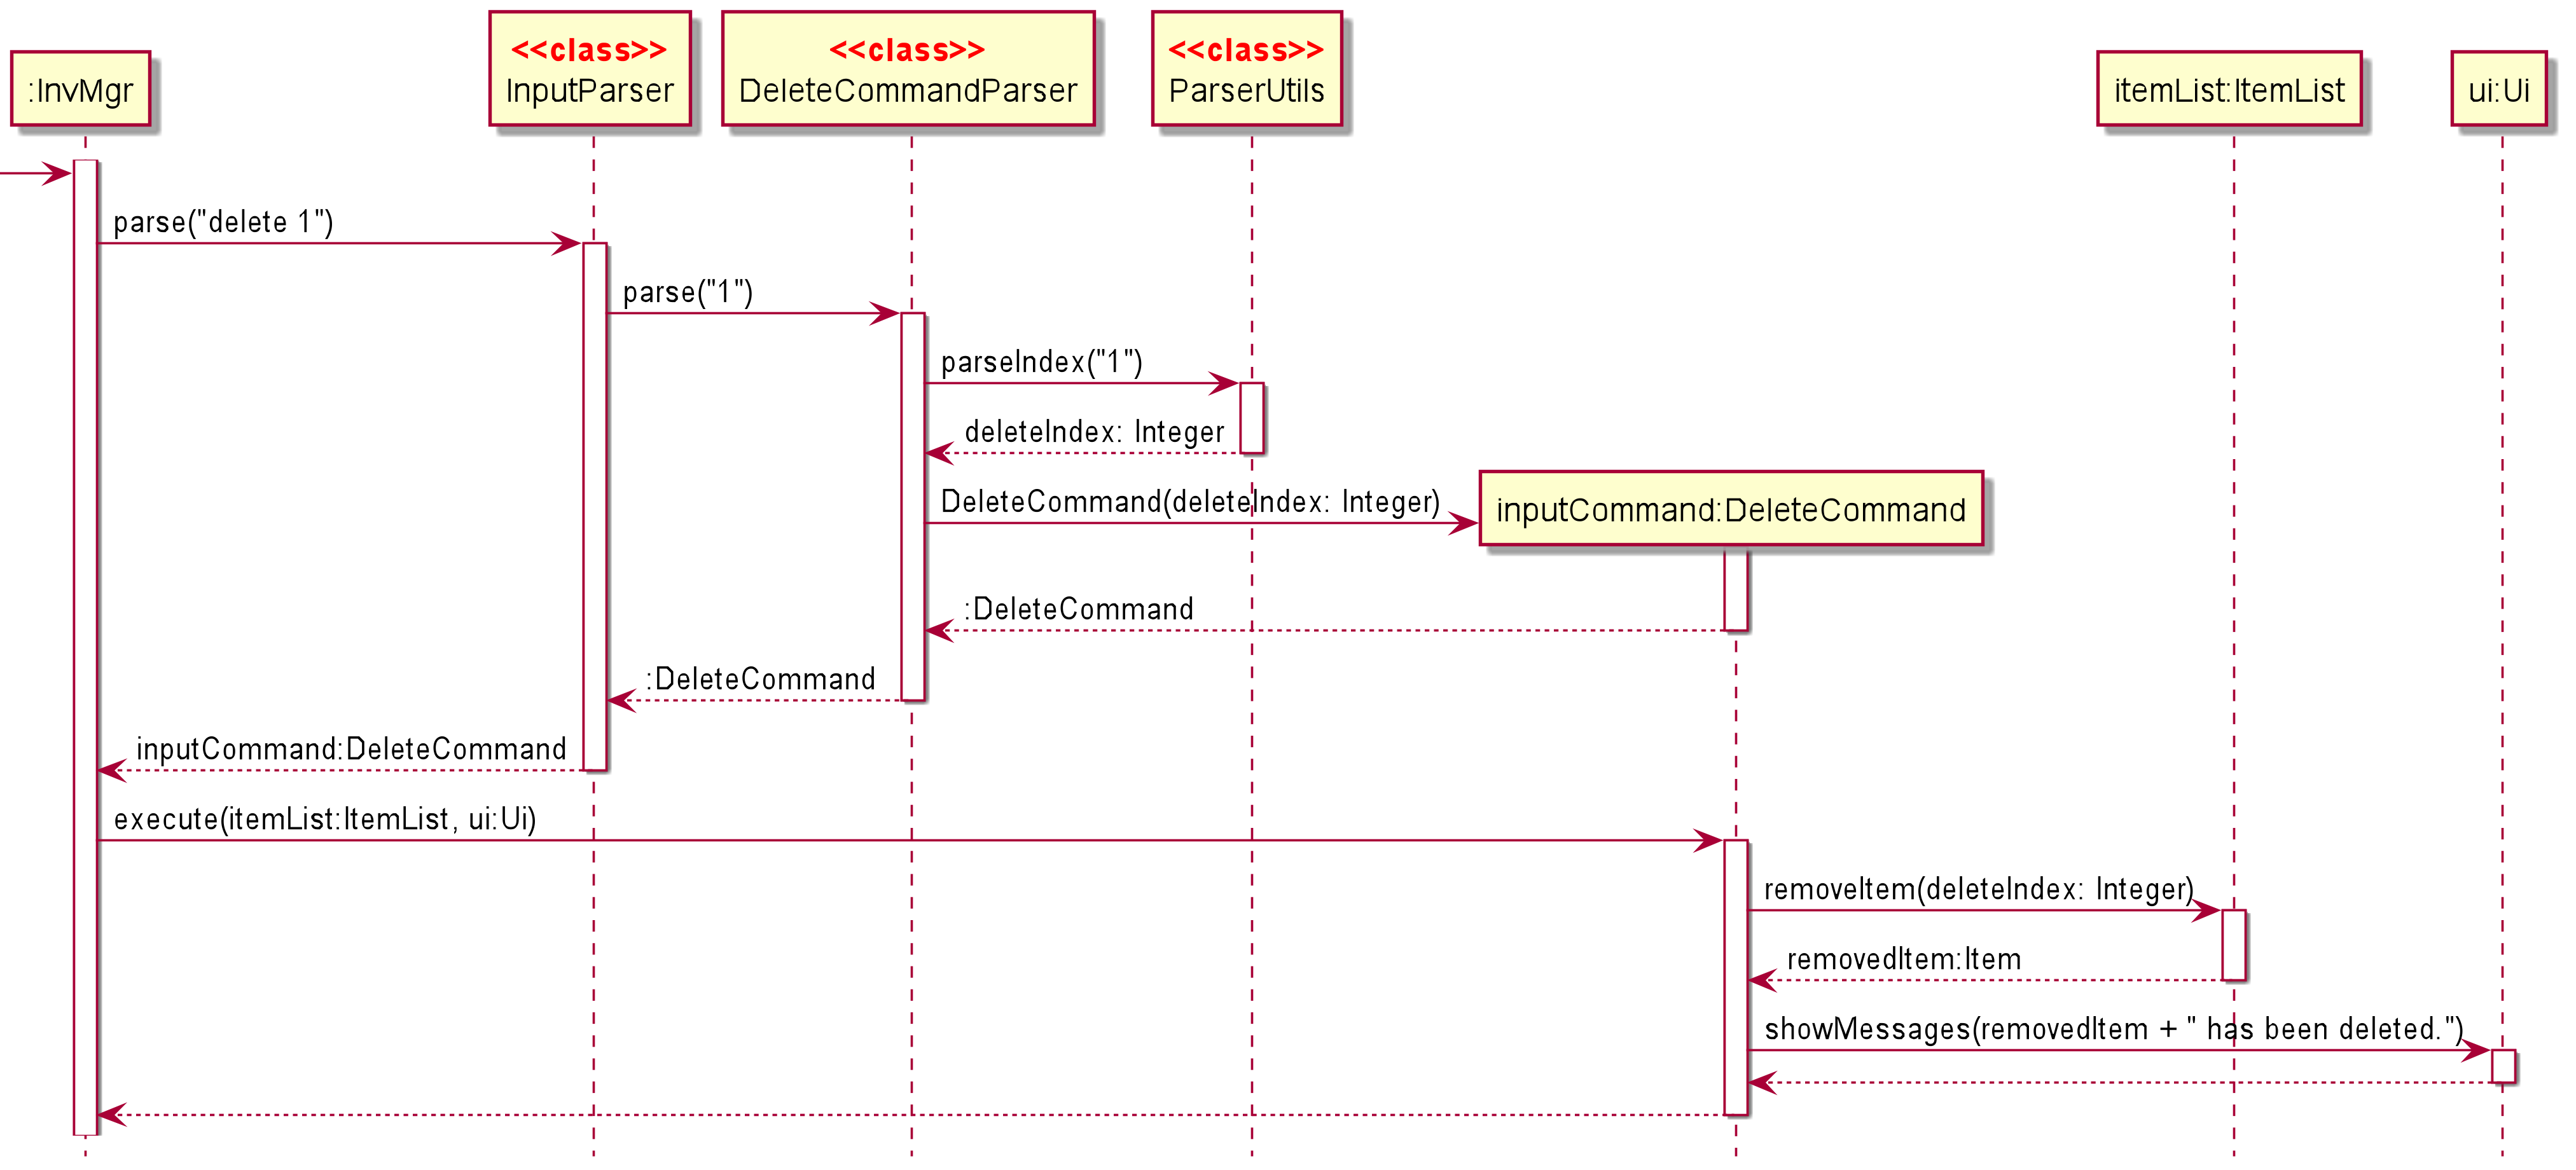 <<class>>
<<class>>
<<class>>
:InvMgr
InputParser
DeleteCommandParser
ParserUtils
itemList:ItemList
ui:Ui
parse("delete 1")
parse("1")
parseIndex("1")
deleteIndex: Integer
DeleteCommand(deleteIndex: Integer)
inputCommand:DeleteCommand
:DeleteCommand
:DeleteCommand
inputCommand:DeleteCommand
execute(itemList:ItemList, ui:Ui)
removeItem(deleteIndex: Integer)
removedItem:Item
showMessages(removedItem + " has been deleted.")